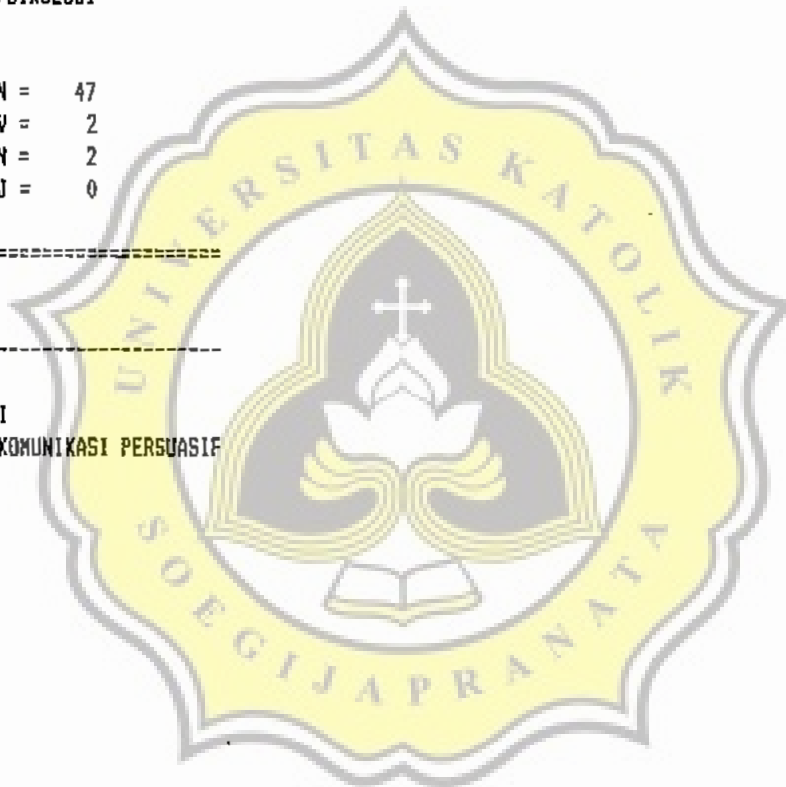 N = 47
V = 2
N = 2
J = 0
I
KOMUNIKASI PERSUASIF
UNIVERSITAS KATOLIK
SOEGIJAPRANATA